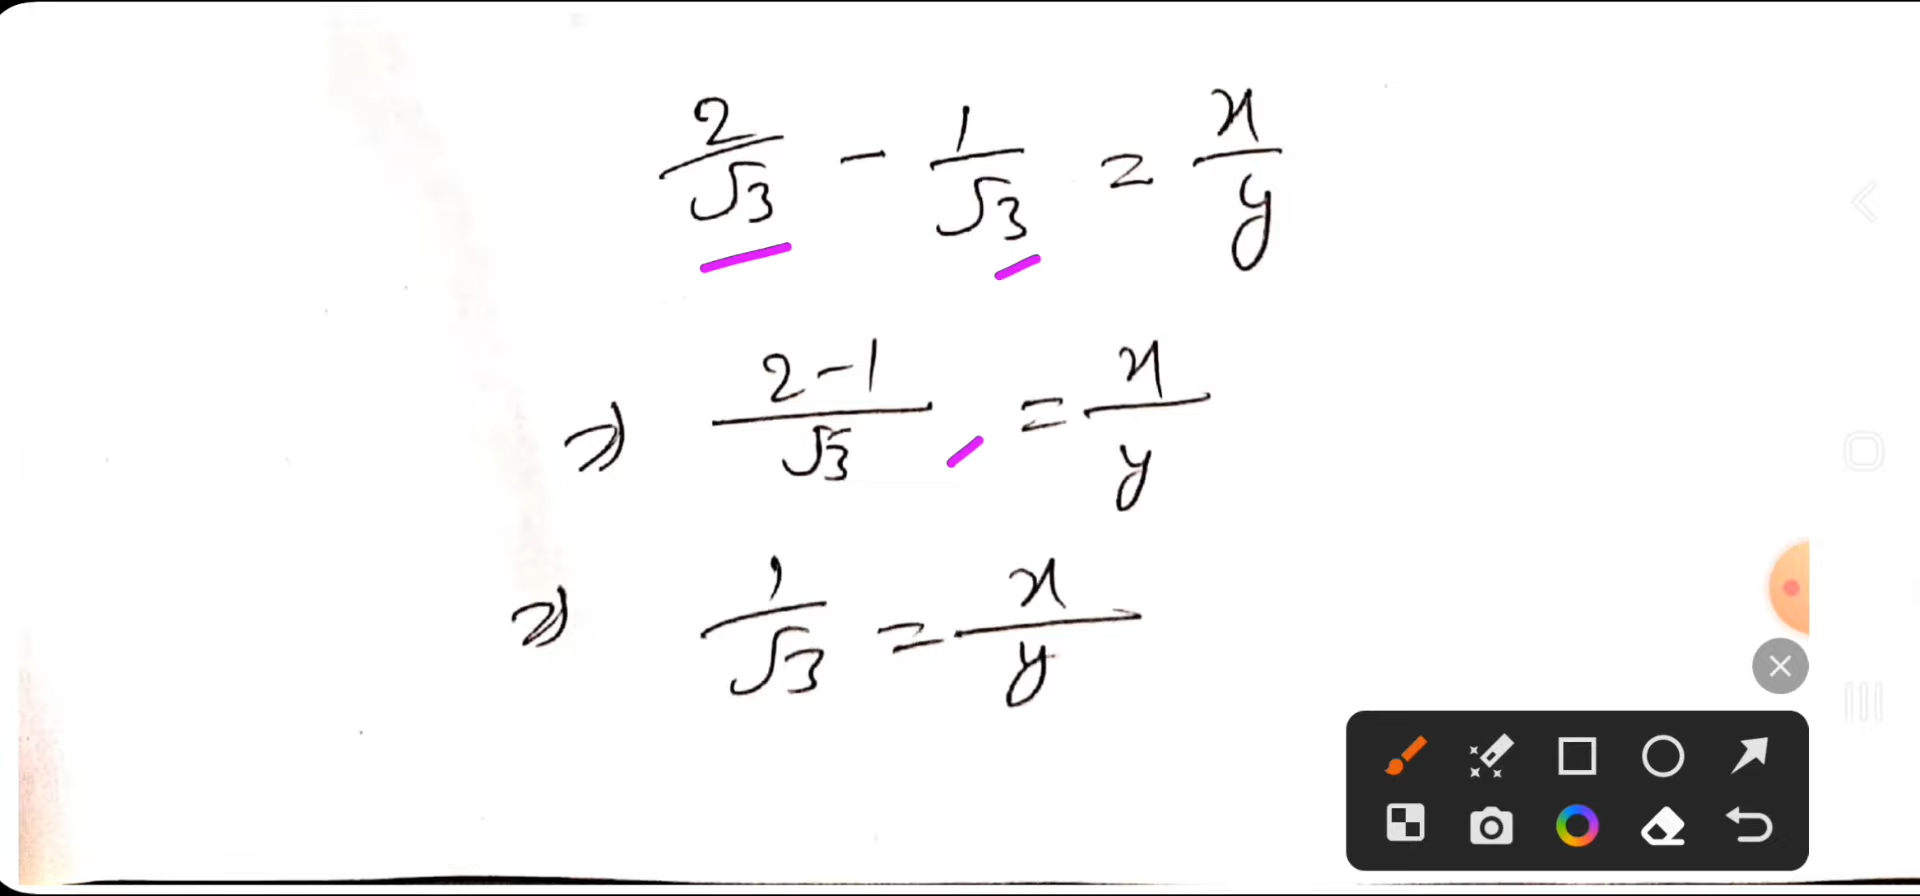 2/√3 - 1/√3 = x/y
⇒ 2-1/√3 = x/y
⇒ 1/√3 = x/y